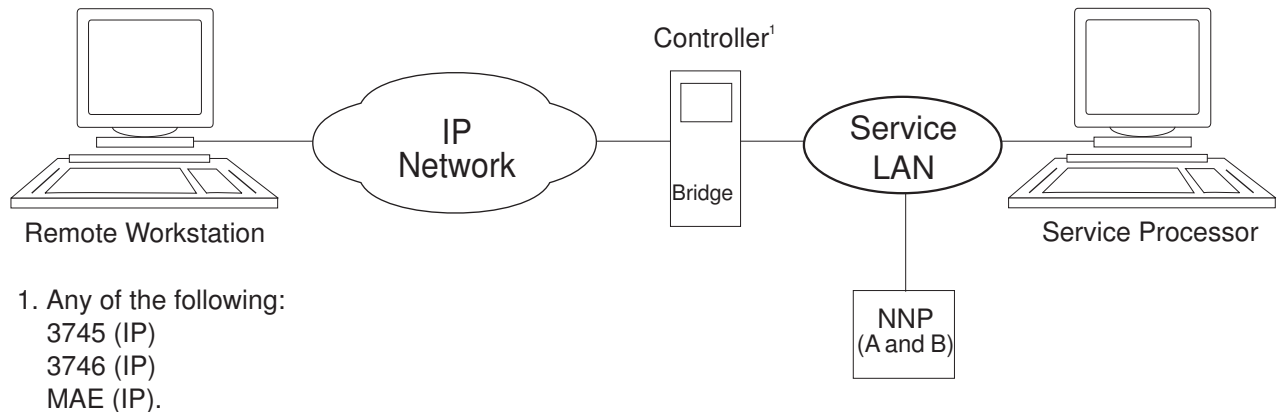 Controller¹
IP
Network
Bridge
Service
LAN
Remote Workstation
Service Processor
NNP
(A and B)
1. Any of the following:
3745 (IP)
3746 (IP)
MAE (IP).